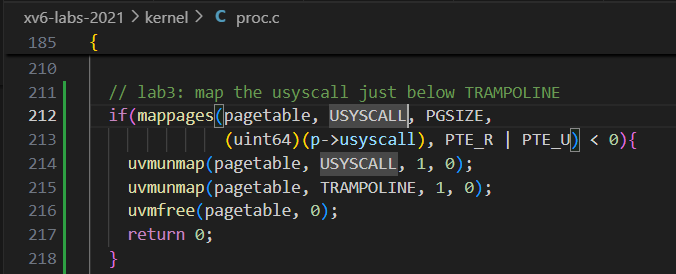 xv6-labs-2021 > kernel > C proc.c
185 {
210
211 // lab3: map the usyscall just below TRAMPOLINE
212 if(mappages(pagetable, USYSCALL, PGSIZE,
213 (uint64)(p->usyscall), PTE_R | PTE_U) < 0){
214 uvmunmap(pagetable, USYSCALL, 1, 0);
215 uvmunmap(pagetable, TRAMPOLINE, 1, 0);
216 uvmfree(pagetable, 0);
217 return 0;
218 }